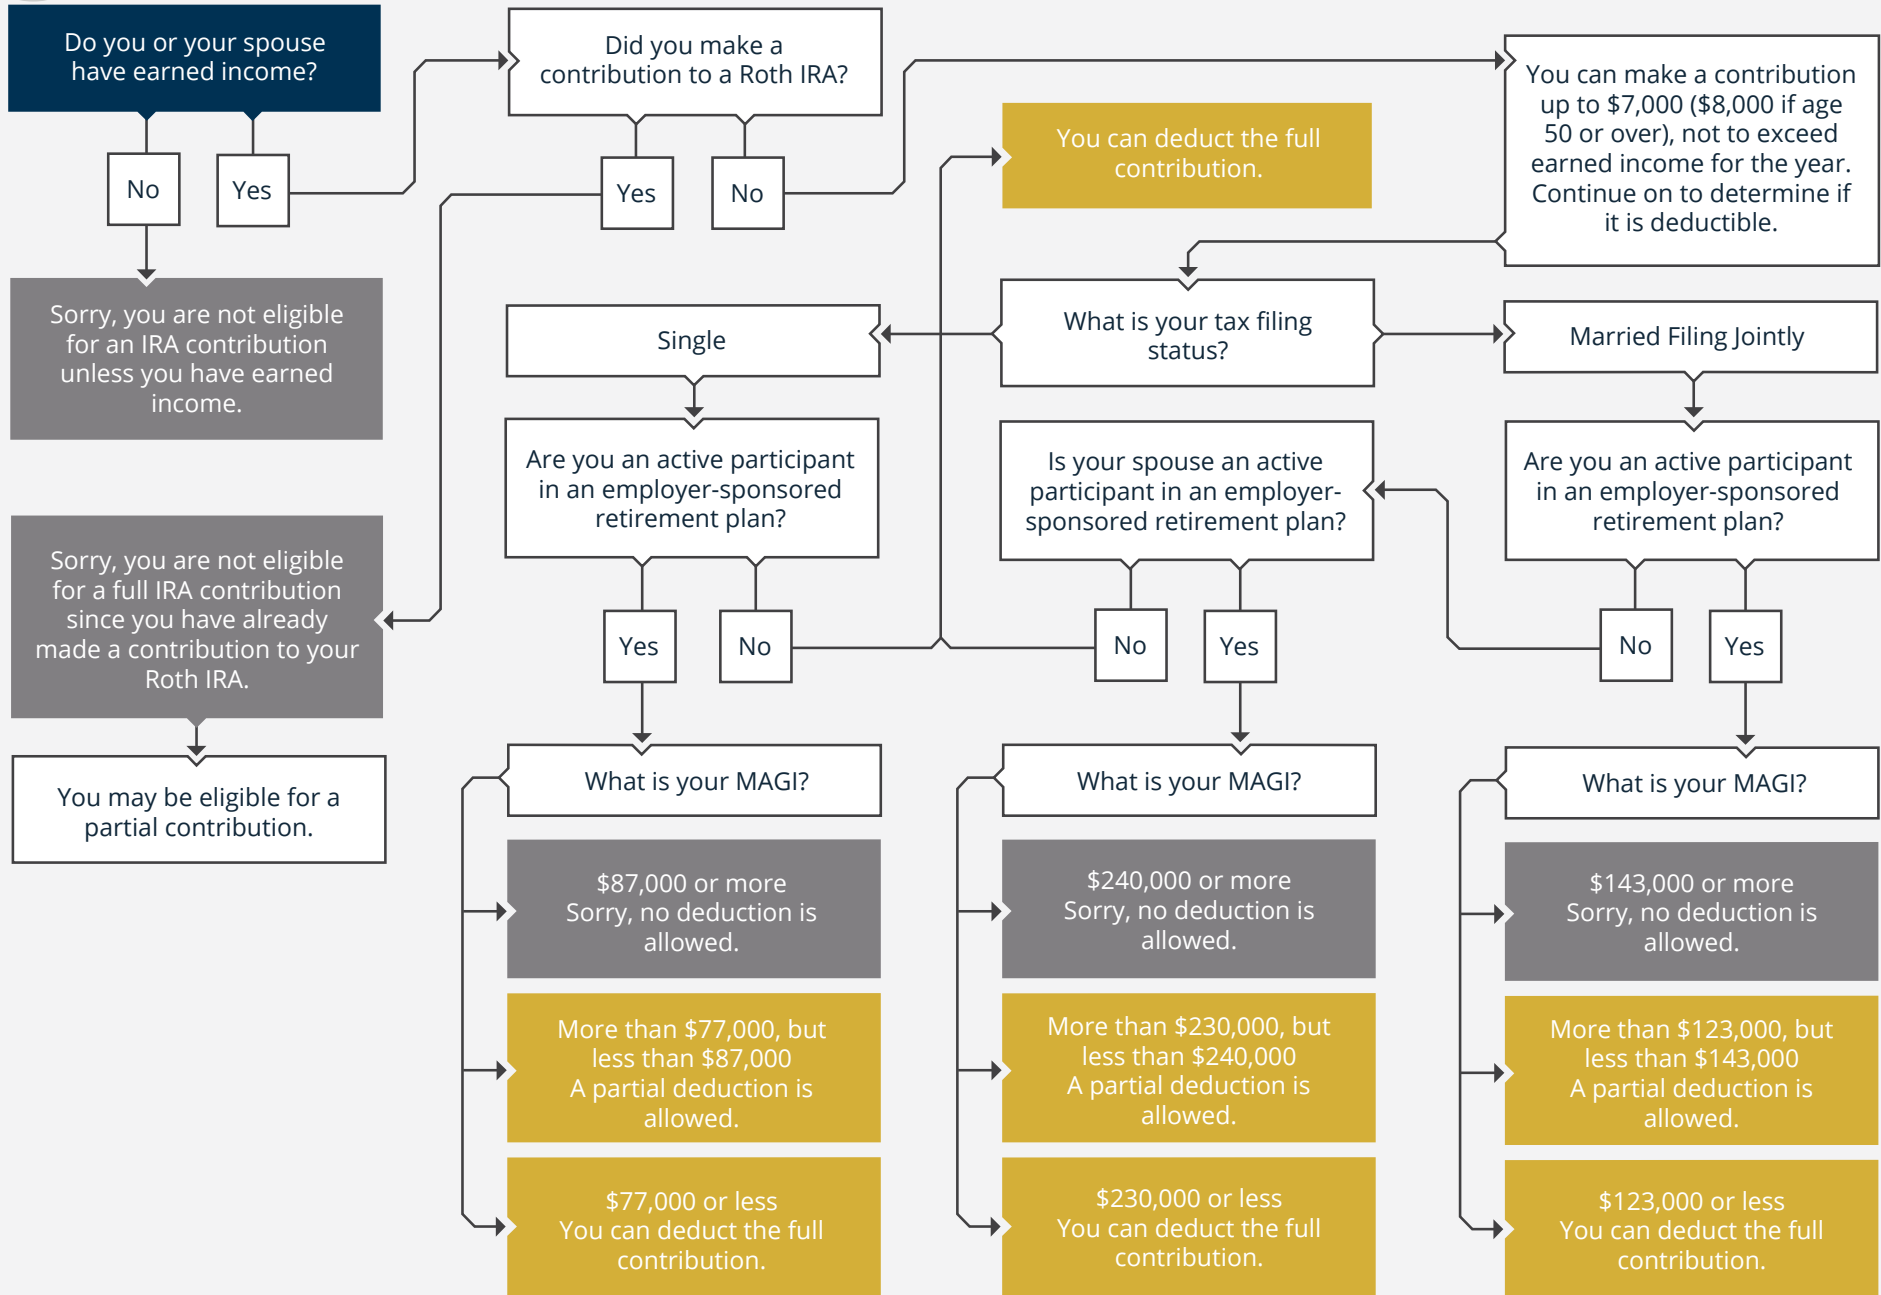 Do you or your spouse
have earned income?
No
Yes
Sorry, you are not eligible
for an IRA contribution
unless you have earned
income.
Did you make a
contribution to a Roth IRA?
Yes
No
Sorry, you are not eligible
for a full IRA contribution
since you have already
made a contribution to your
Roth IRA.
You may be eligible for a
partial contribution.
You can make a contribution
up to $7,000 ($8,000 if age
50 or over), not to exceed
earned income for the year.
Continue on to determine if
it is deductible.
You can deduct the full
contribution.
What is your tax filing
status?
Single
Married Filing Jointly
Are you an active participant
in an employer-sponsored
retirement plan?
Yes
No
Is your spouse an active
participant in an employer-
sponsored retirement plan?
No
Yes
Are you an active participant
in an employer-sponsored
retirement plan?
No
Yes
What is your MAGI?
$87,000 or more
Sorry, no deduction is
allowed.
More than $77,000, but
less than $87,000
A partial deduction is
allowed.
$77,000 or less
You can deduct the full
contribution.
What is your MAGI?
$240,000 or more
Sorry, no deduction is
allowed.
More than $230,000, but
less than $240,000
A partial deduction is
allowed.
$230,000 or less
You can deduct the full
contribution.
What is your MAGI?
$143,000 or more
Sorry, no deduction is
allowed.
More than $123,000, but
less than $143,000
A partial deduction is
allowed.
$123,000 or less
You can deduct the full
contribution.